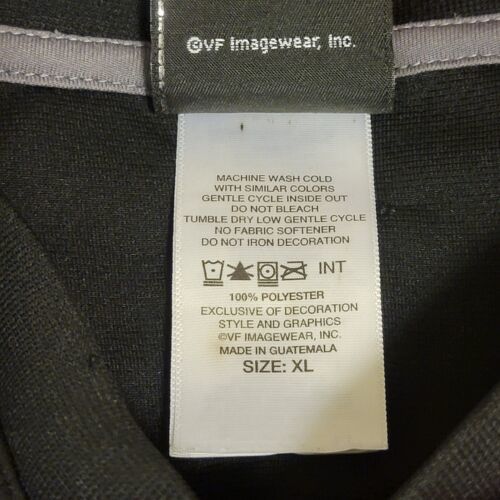 ©VF Imagewear, Inc.
MACHINE WASH COLD
WITH SIMILAR COLORS
GENTLE CYCLE INSIDE OUT
DO NOT BLEACH
TUMBLE DRY LOW GENTLE CYCLE
NO FABRIC SOFTENER
DO NOT IRON DECORATION
INT
100% POLYESTER
EXCLUSIVE OF DECORATION
STYLE AND GRAPHICS
©VF IMAGEWEAR, INC.
MADE IN GUATEMALA
SIZE: XL